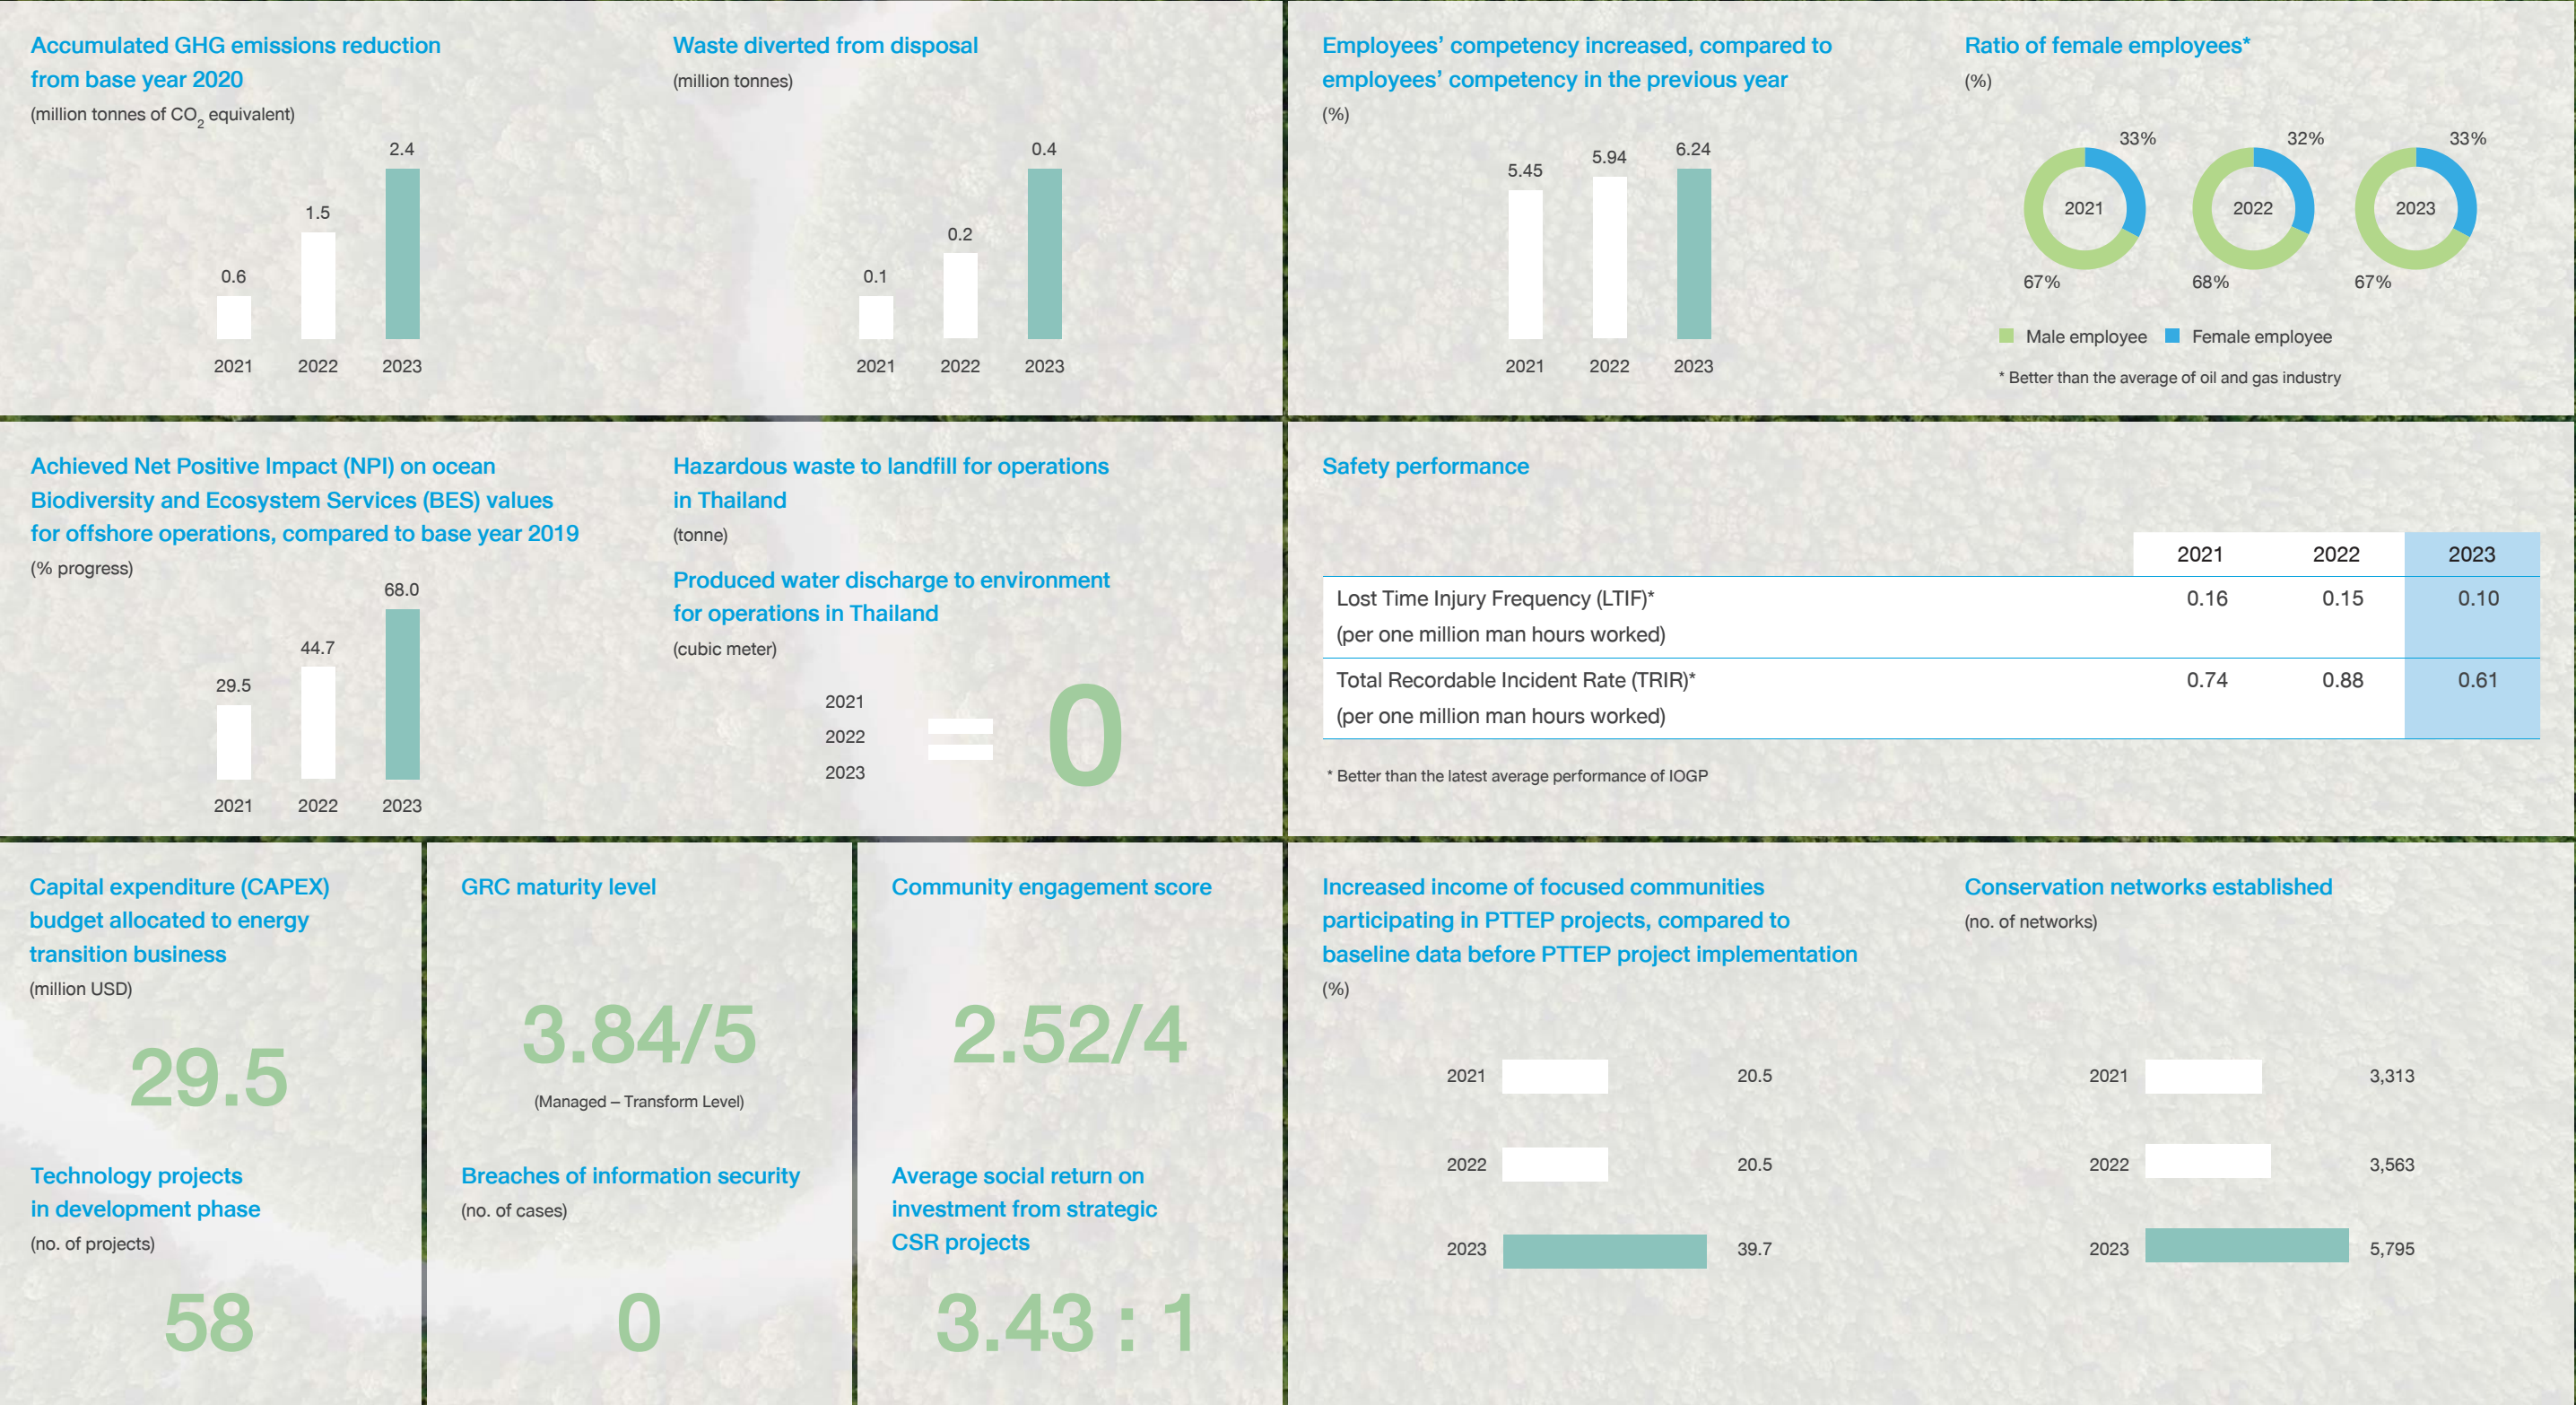 Accumulated GHG emissions reduction
from base year 2020
(million tonnes of CO2 equivalent)
0.6
1.5
2.4
2021
2022
2023
Waste diverted from disposal
(million tonnes)
0.1
0.2
0.4
2021
2022
2023
Employees’ competency increased, compared to
employees’ competency in the previous year
(%)
5.45
5.94
6.24
2021
2022
2023
Ratio of female employees*
(%)
33%
2021
67%
32%
2022
68%
33%
2023
67%
Male employee
Female employee
* Better than the average of oil and gas industry
Achieved Net Positive Impact (NPI) on ocean
Biodiversity and Ecosystem Services (BES) values
for offshore operations, compared to base year 2019
(% progress)
29.5
44.7
68.0
2021
2022
2023
Hazardous waste to landfill for operations
in Thailand
(tonne)
Produced water discharge to environment
for operations in Thailand
(cubic meter)
2021
2022
2023
= 0
Safety performance
2021 2022 2023
Lost Time Injury Frequency (LTIF)* 0.16 0.15 0.10
(per one million man hours worked)
Total Recordable Incident Rate (TRIR)* 0.74 0.88 0.61
(per one million man hours worked)
* Better than the latest average performance of IOGP
Capital expenditure (CAPEX)
budget allocated to energy
transition business
(million USD)
29.5
Technology projects
in development phase
(no. of projects)
58
GRC maturity level
3.84/5
(Managed – Transform Level)
Breaches of information security
(no. of cases)
0
Community engagement score
2.52/4
Average social return on
investment from strategic
CSR projects
3.43 : 1
Increased income of focused communities
participating in PTTEP projects, compared to
baseline data before PTTEP project implementation
(%)
2021 20.5
2022 20.5
2023 39.7
Conservation networks established
(no. of networks)
2021 3,313
2022 3,563
2023 5,795